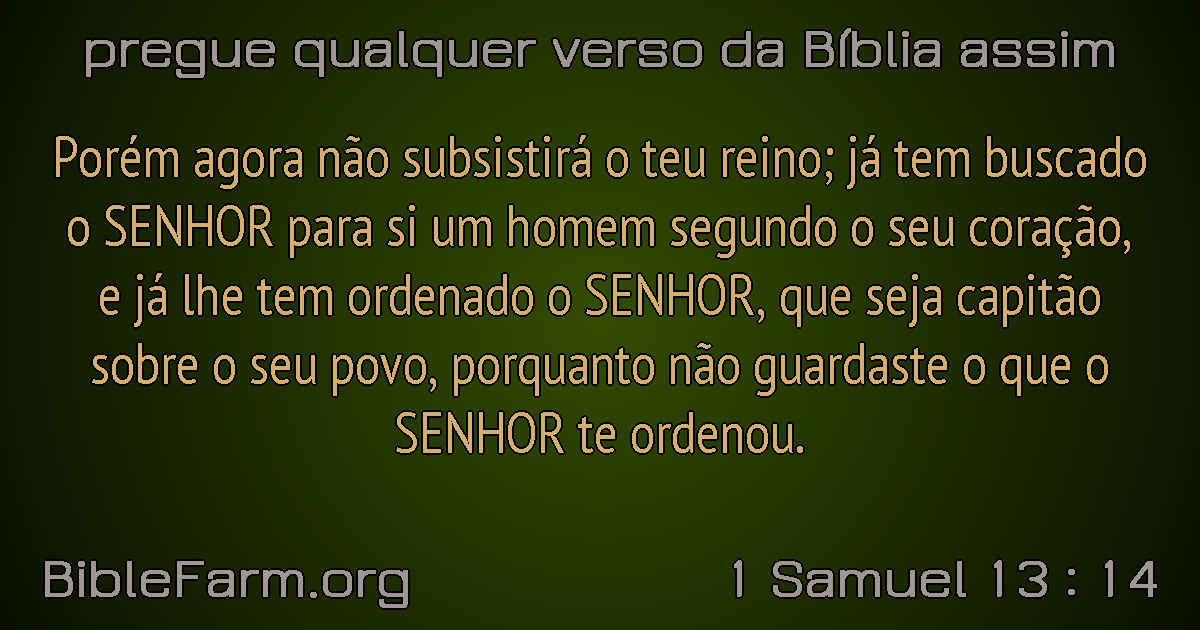 pregue qualquer verso da Bíblia assim
Porém agora não subsistirá o teu reino; já tem buscado
o SENHOR para si um homem segundo o seu coração,
e já lhe tem ordenado o SENHOR, que seja capitão
sobre o seu povo, porquanto não guardaste o que o
SENHOR te ordenou.
BibleFarm.org
1 Samuel 13 : 14